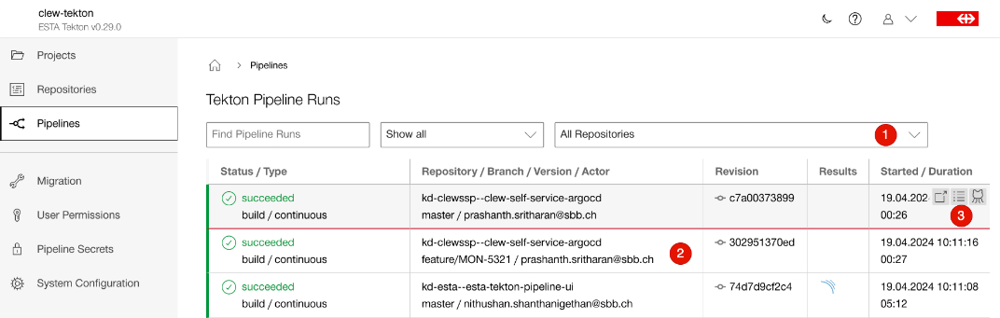 clew-tekton
ESTA Tekton v0.29.0
Projects
Repositories
Pipelines
Migration
User Permissions
Pipeline Secrets
System Configuration
Pipelines
Tekton Pipeline Runs
Find Pipeline Runs
Show all
All Repositories
1
Status / Type
Repository / Branch / Version / Actor
Revision
Results
Started / Duration
succeeded
build / continuous
kd-clewssp--clew-self-service-argocd
master / prashanth.sritharan@sbb.ch
c7a00373899
19.04.202
00:26
3
succeeded
build / continuous
kd-clewssp--clew-self-service-argocd
feature/MON-5321 / prashanth.sritharan@sbb.ch
2
302951370ed
19.04.2024 10:11:16
00:27
succeeded
build / continuous
kd-esta--esta-tekton-pipeline-ui
master / nithushan.shanthanigethan@sbb.ch
74d7d9cf2c4
19.04.2024 10:11:08
05:12